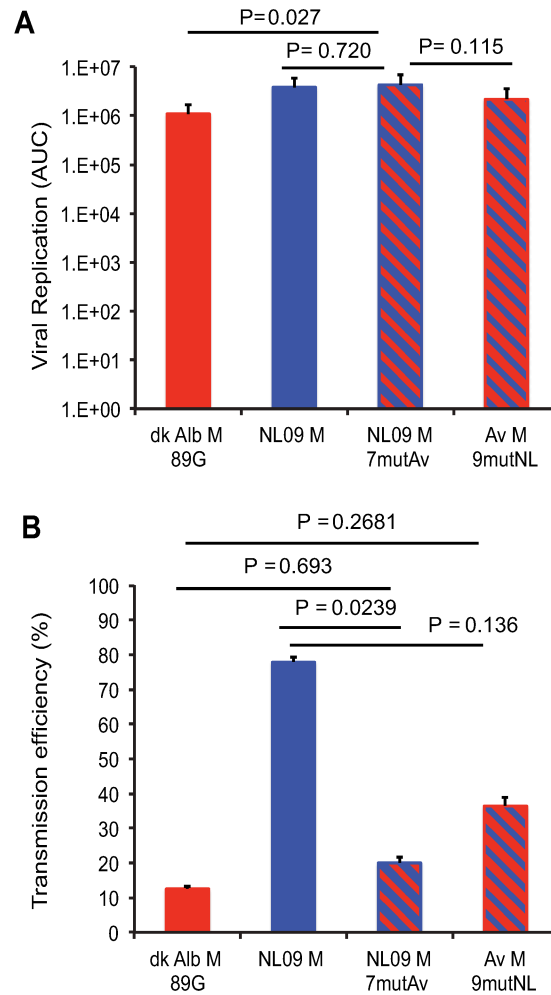 A
P=0.027
P= 0.720
P= 0.115
1.E+07
1.E+06
1.E+05
1.E+04
1.E+03
1.E+02
1.E+01
1.E+00
Viral Replication (AUC)
dk Alb M
89G
NL09 M
NL09 M
7mutAv
Av M
9mutNL
B
P =0.2681
P =0.693
P = 0.0239
P =0.136
100
90
80
70
60
50
40
30
20
10
0
Transmission efficiency (%)
dk Alb M
89G
NL09 M
NL09 M
7mutAv
Av M
9mutNL